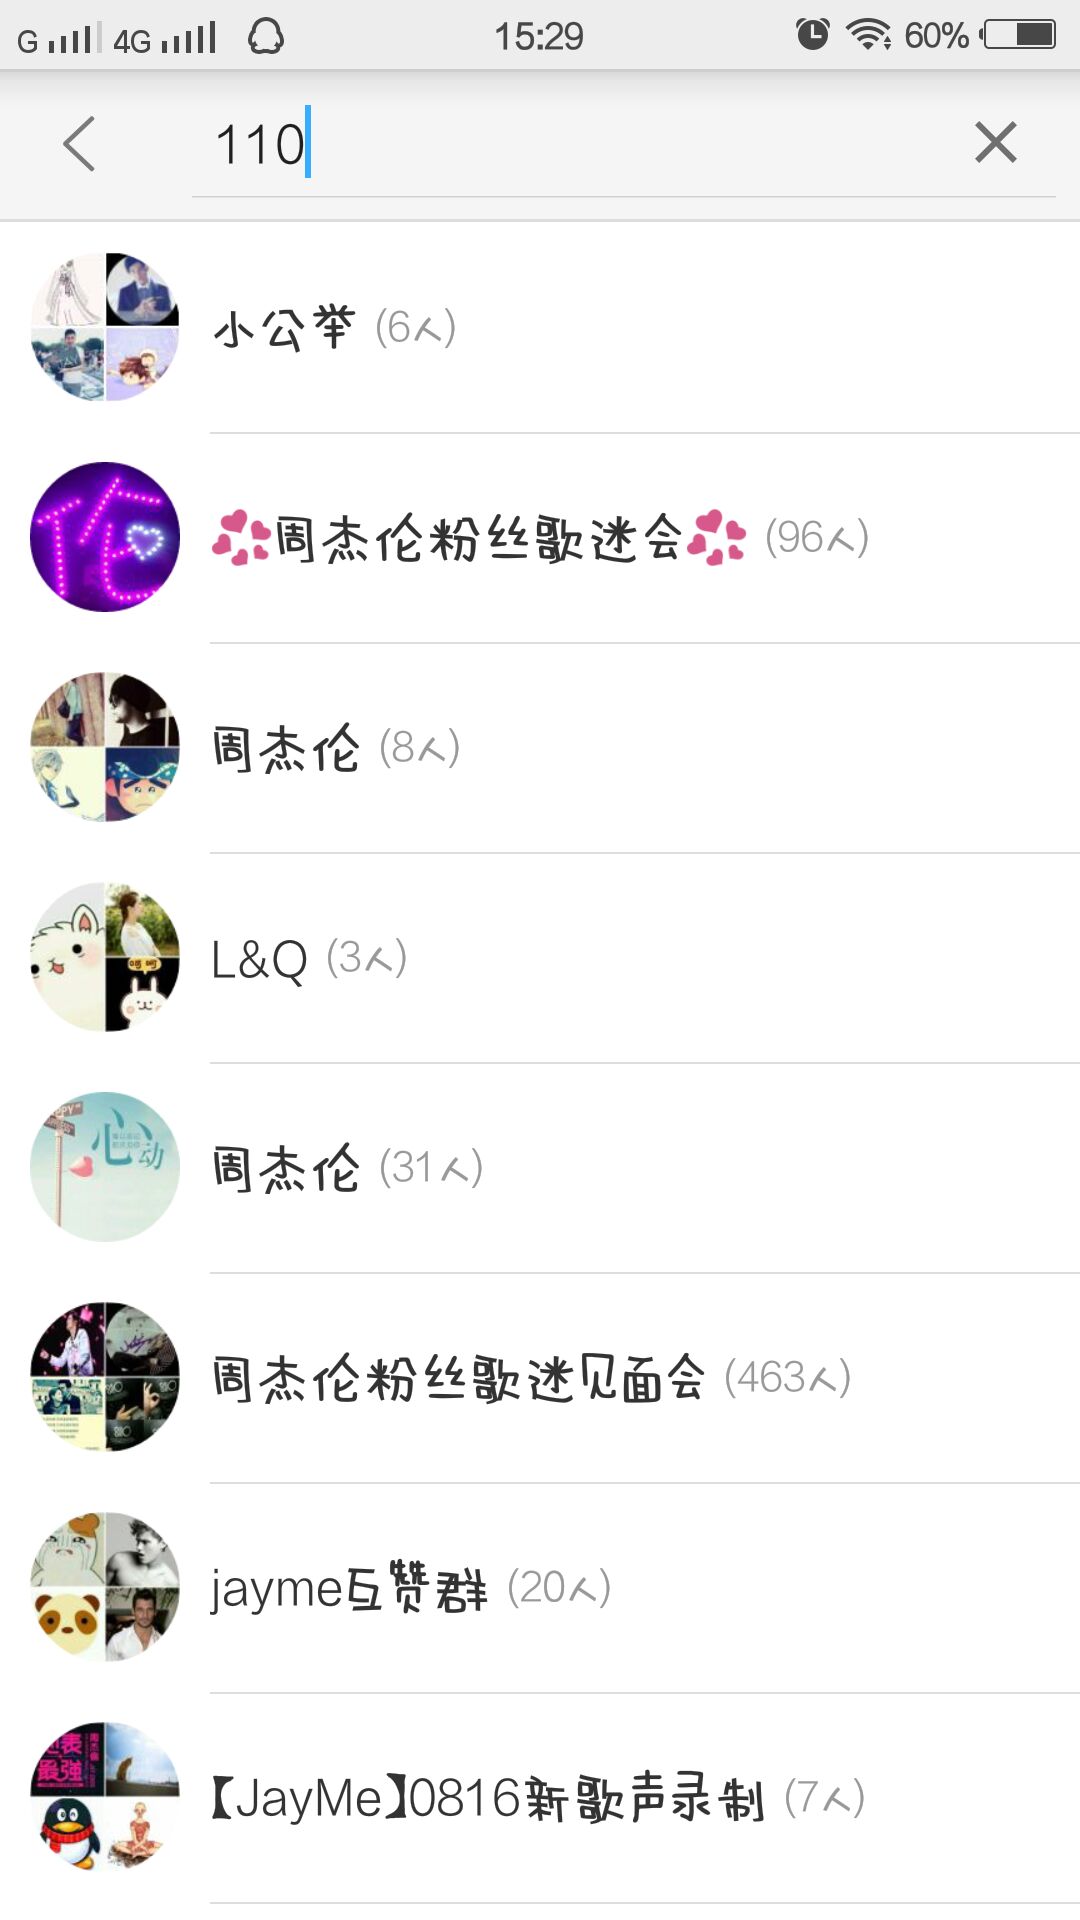 G 4G 15:29 60%
110
小公举 (6人)
💞周杰伦粉丝歌迷会💞 (96人)
周杰伦 (8人)
L&Q (3人)
心动
周杰伦 (31人)
周杰伦粉丝歌迷见面会 (463人)
jayme互赞群 (20人)
【JayMe】0816新歌声录制 (7人)